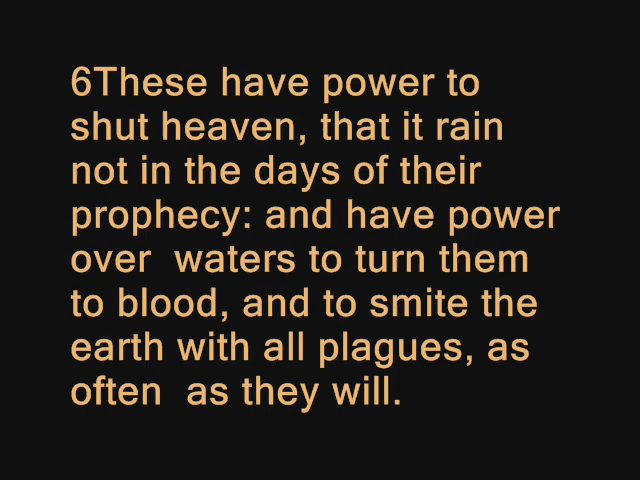 6These have power to
shut heaven, that it rain
not in the days of their
prophecy: and have power
over  waters to turn them
to blood, and to smite the
earth with all plagues, as
often  as they will.